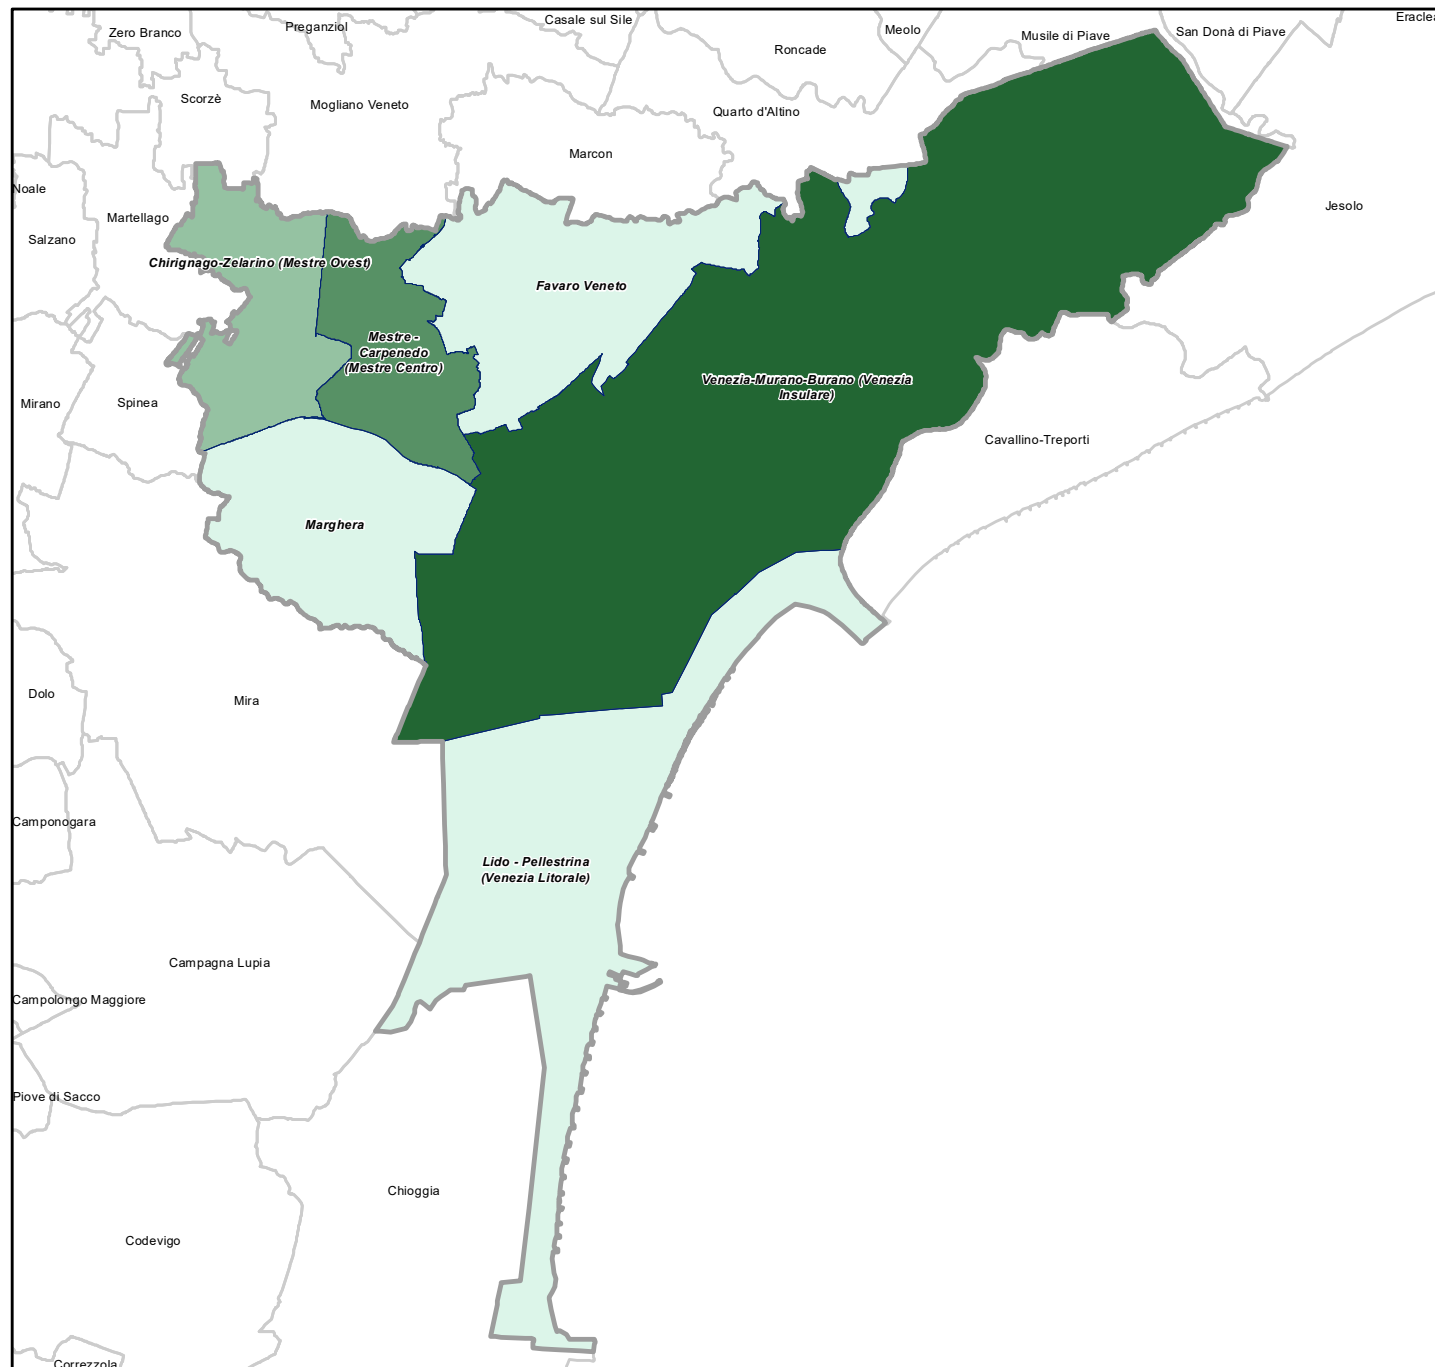 Zero Branco
Preganziol
Casale sul Sile
Roncade
Meolo
Musile di Piave
San Donà di Piave
Scorzè
Mogliano Veneto
Quarto d'Altino
Marcon
Noale
Martellago
Salzano
Jesolo
Chirignago-Zelarino (Mestre Ovest)
Favaro Veneto
Mestre -
Carpenedo
(Mestre Centro)
Venezia-Murano-Burano (Venezia
Insulare)
Mirano
Spinea
Cavallino-Treporti
Marghera
Dolo
Mira
Camponogara
Lido - Pellestrina
(Venezia Litorale)
Campagna Lupia
Campolongo Maggiore
Piove di Sacco
Chioggia
Codevigo
Correzzola